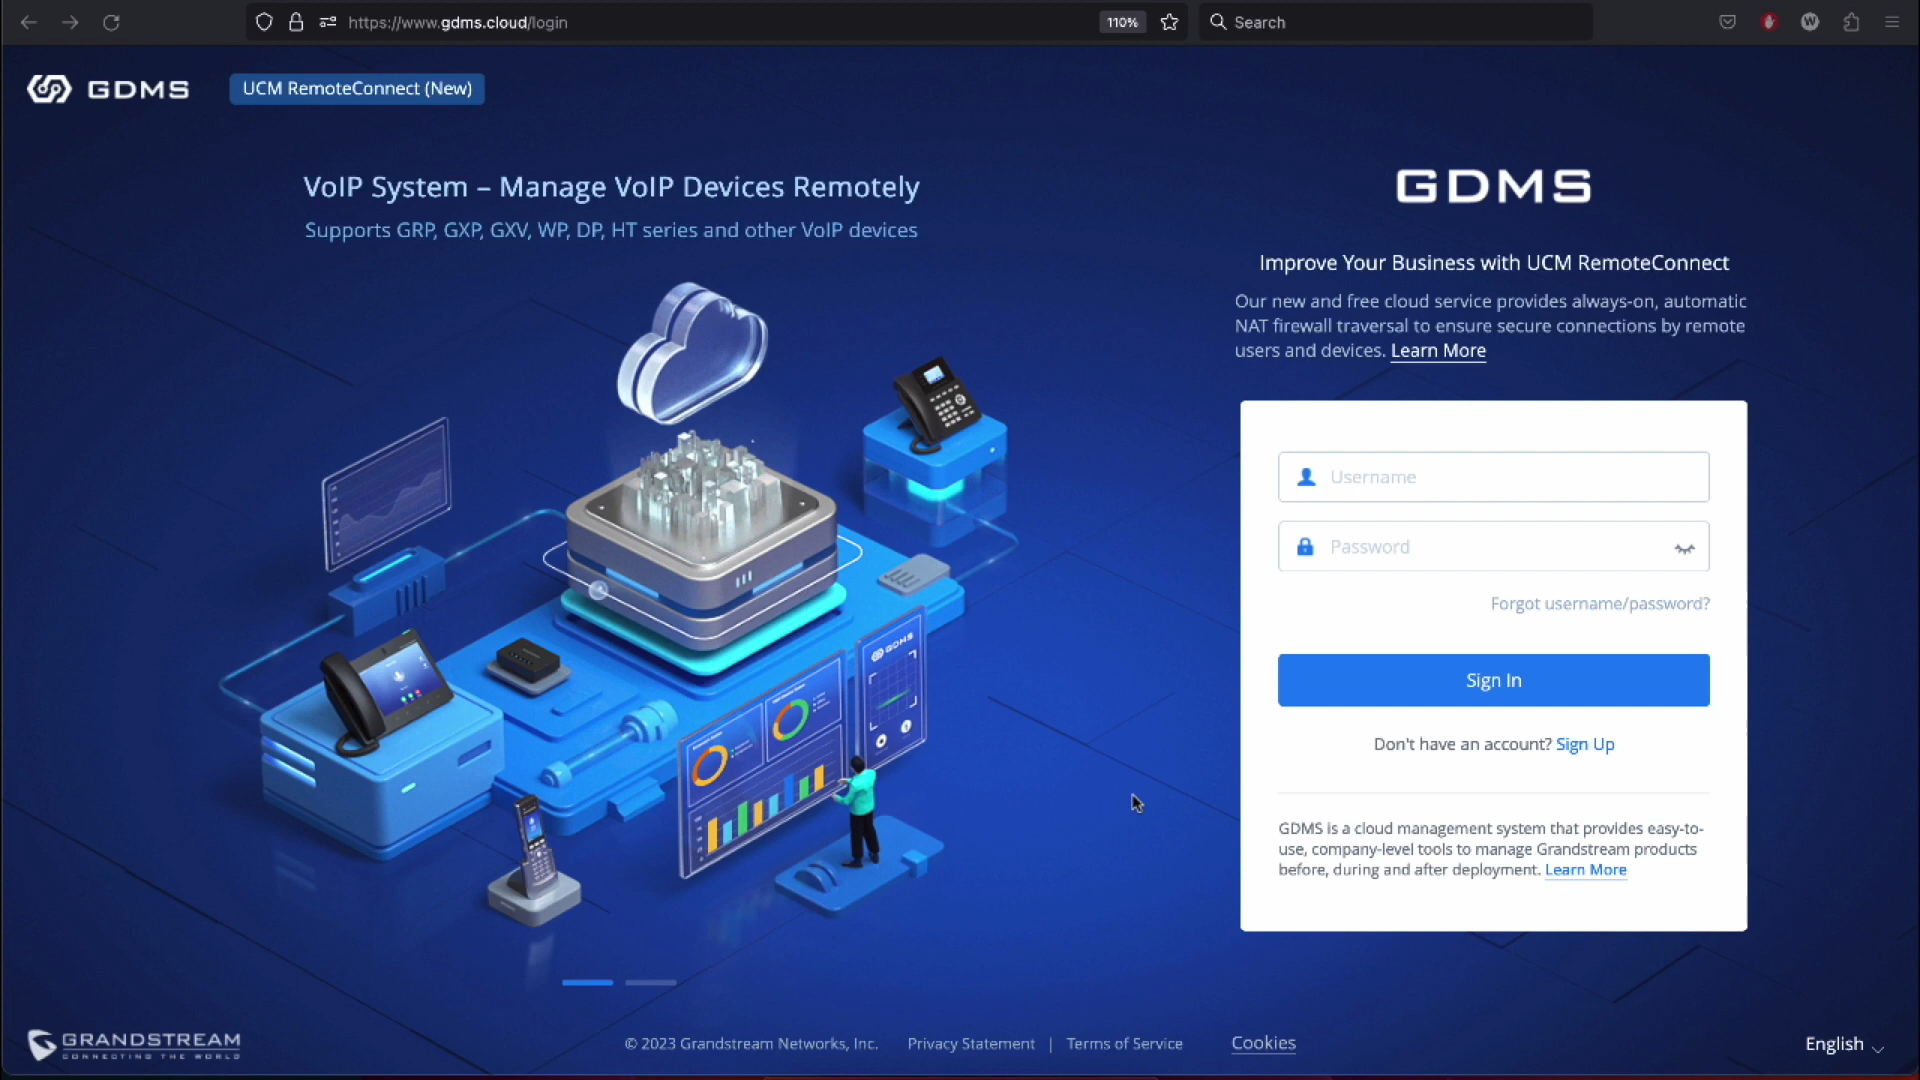 https://www.gdms.cloud/login
110%
Search
GDMS
UCM RemoteConnect (New)
VoIP System – Manage VoIP Devices Remotely
Supports GRP, GXP, GXV, WP, DP, HT series and other VoIP devices
GDMS
GDMS
Improve Your Business with UCM RemoteConnect
Our new and free cloud service provides always-on, automatic
NAT firewall traversal to ensure secure connections by remote
users and devices. Learn More
Username
Password
Forgot username/password?
Sign In
Don't have an account? Sign Up
GDMS is a cloud management system that provides easy-to-
use, company-level tools to manage Grandstream products
before, during and after deployment. Learn More
GRANDSTREAM
CONNECTING THE WORLD
© 2023 Grandstream Networks, Inc.
Privacy Statement | Terms of Service
Cookies
English